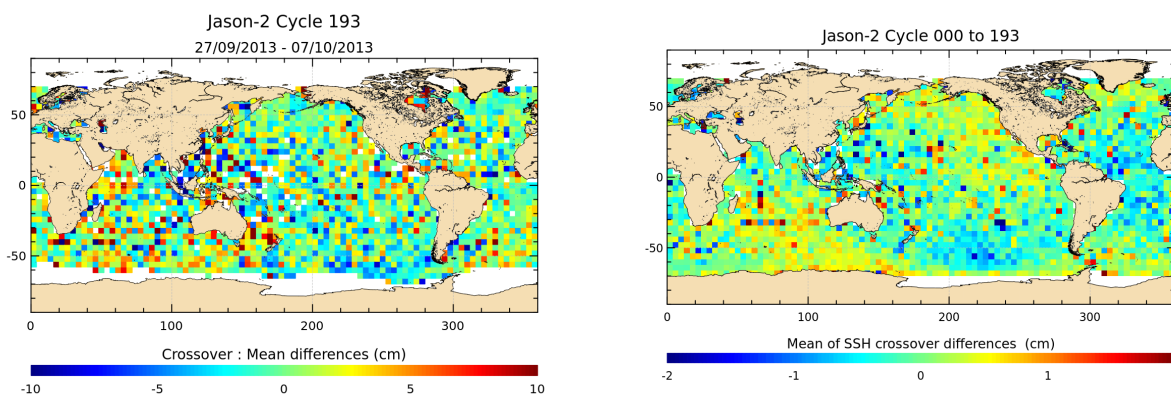 Jason-2 Cycle 193
27/09/2013 - 07/10/2013
50
0
-50
0 100 200 300
Crossover : Mean differences (cm)
-10 -5 0 5 10
Jason-2 Cycle 000 to 193
50
0
-50
0 100 200 300
Mean of SSH crossover differences (cm)
-2 -1 0 1